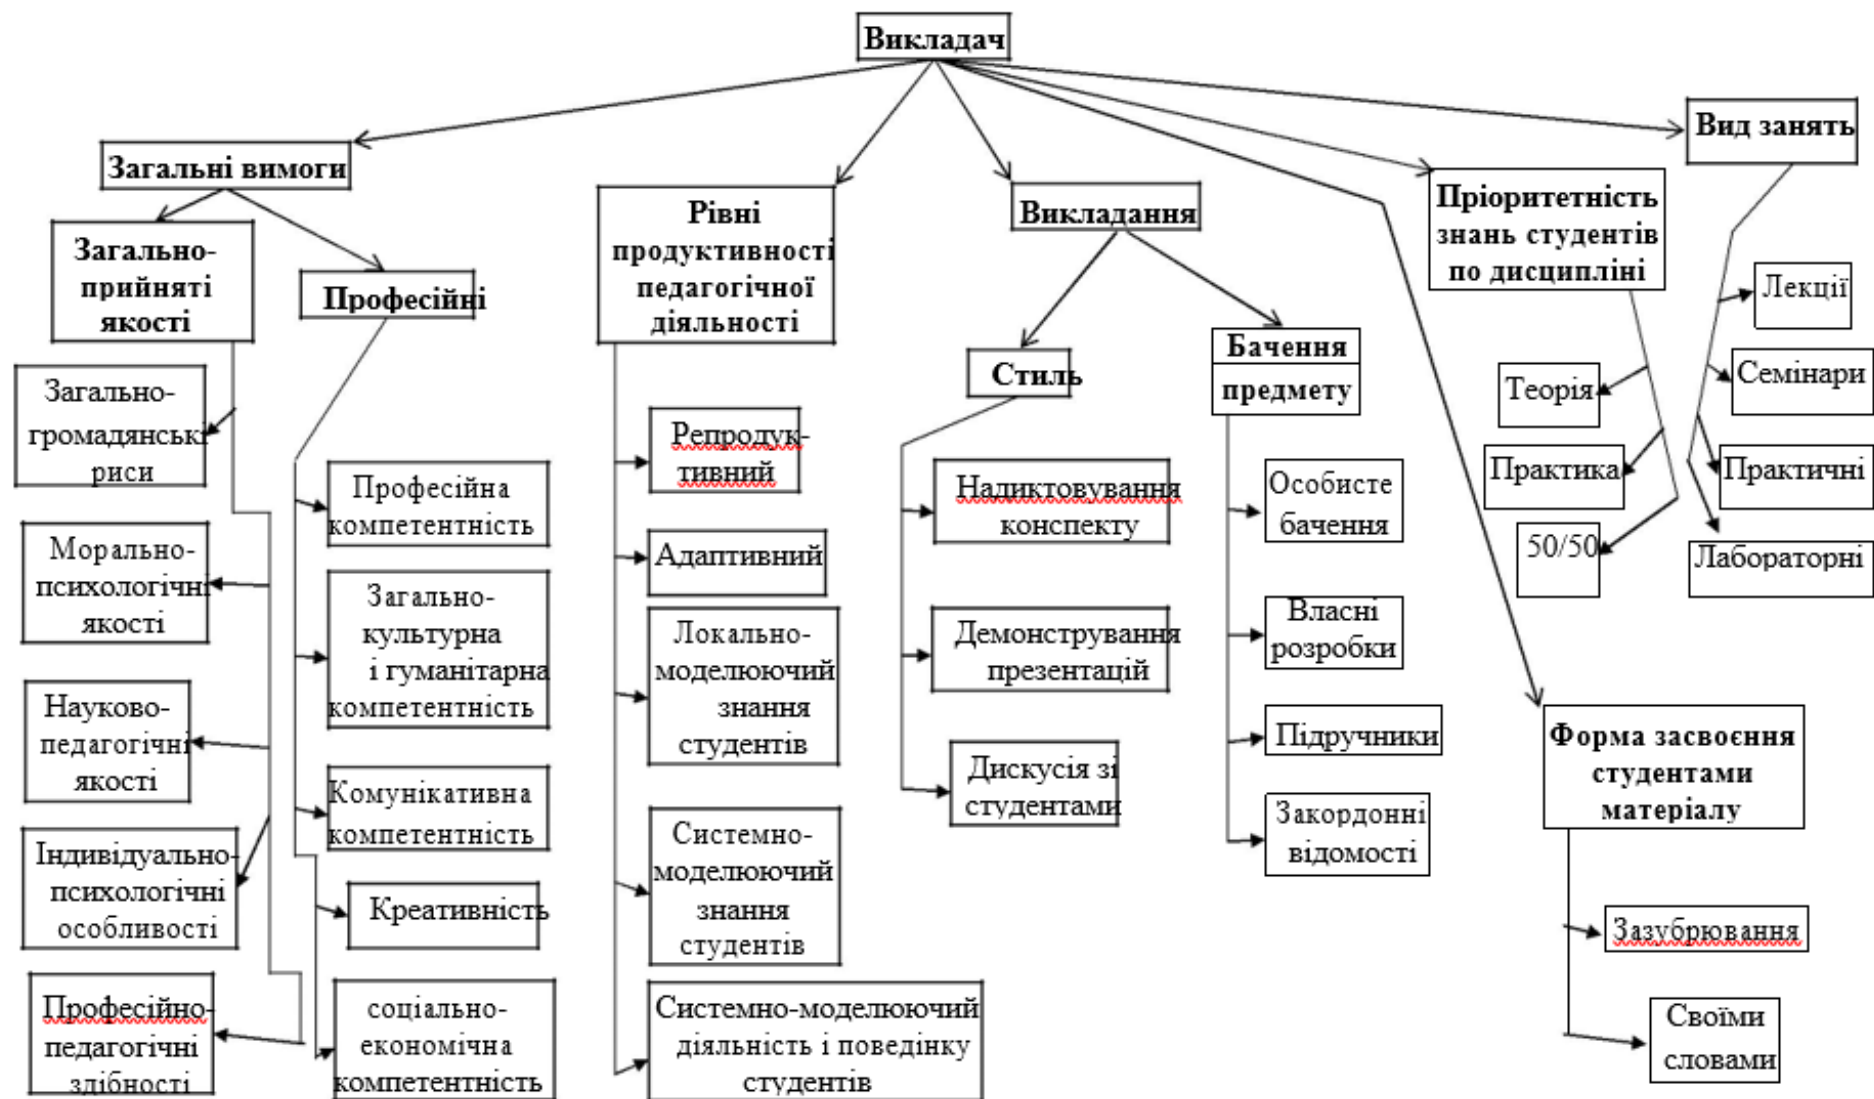 Викладач
Загальні вимоги
Загально-
прийняті
якості
Загально-
громадянські
риси
Морально-
психологічні
якості
Науково-
педагогічні
якості
Індивідуально-
психологічні
особливості
Професійно-
педагогічні
здібності
Професійні
Професійна
компетентність
Загально-
культурна
і гуманітарна
компетентність
Комунікативна
компетентність
Креативність
соціально-
економічна
компетентність
Рівні
продуктивності
педагогічної
діяльності
Репродук-
тивний
Адаптивний
Локально-
моделюючий
знання
студентів
Системно-
моделюючий
знання
студентів
Системно-моделюючий
діяльність і поведінку
студентів
Викладання
Стиль
Надиктовування
конспекту
Демонстрування
презентацій
Дискусія зі
студентами
Бачення
предмету
Особисте
бачення
Власні
розробки
Підручники
Закордонні
відомості
Форма засвоєння
студентами
матеріалу
Зазубрювання
Своїми
словами
Пріоритетність
знань студентів
по дисципліні
Теорія
Практика
50/50
Вид занять
Лекції
Семінари
Практичні
Лабораторні